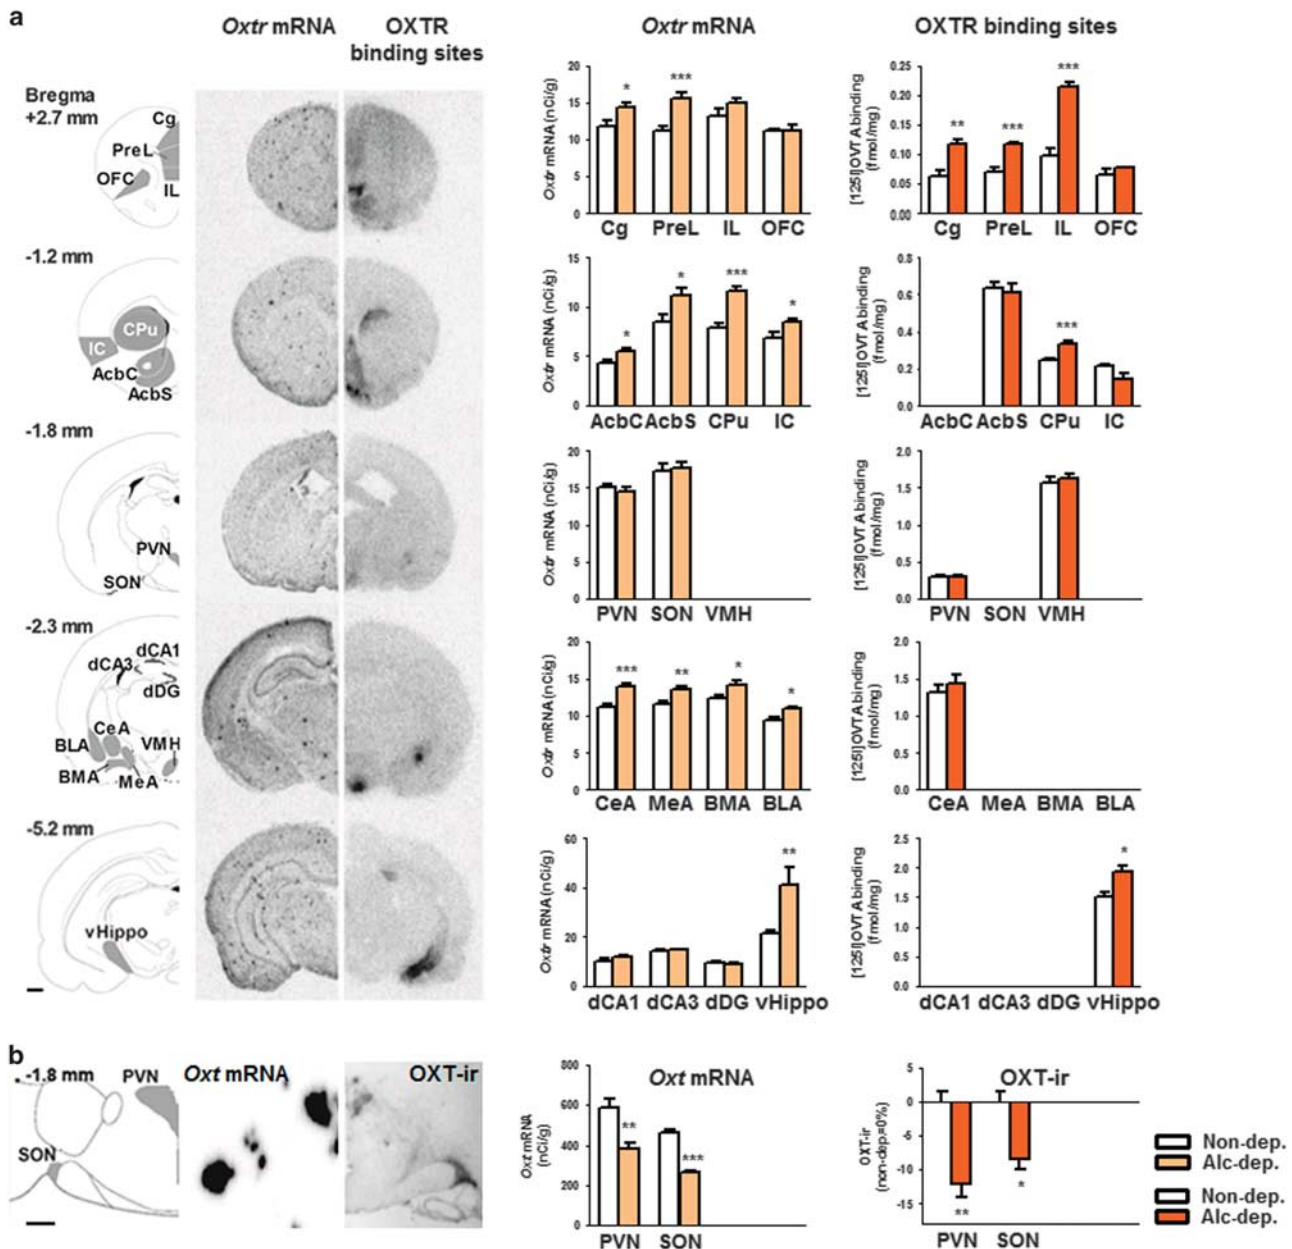 a
Oxtr mRNA
OXTR
binding sites
Oxtr mRNA
OXTR binding sites
Bregma
+2.7 mm
Cg
PreL
OFC
IL
Oxtr mRNA (nCi/g)
20
15
10
5
0
* ***
Cg PreL IL OFC
[125I]OVTA binding
(fmol/mg)
0.25
0.20
0.15
0.10
0.05
0.00
** *** ***
Cg PreL IL OFC
-1.2 mm
CPu
IC
AcbC
AcbS
Oxtr mRNA (nCi/g)
15
10
5
0
* * *** *
AcbC AcbS CPu IC
[125I]OVTA binding
(fmol/mg)
0.8
0.6
0.4
0.2
0.0
***
AcbC AcbS CPu IC
-1.8 mm
PVN
SON
Oxtr mRNA (nCi/g)
20
15
10
5
0
PVN SON VMH
[125I]OVTA binding
(fmol/mg)
2.0
1.5
1.0
0.5
0.0
PVN SON VMH
-2.3 mm
dCA1
dCA3
dDG
CeA
BLA
VMH
BMA
MeA
Oxtr mRNA (nCi/g)
20
15
10
5
0
*** ** * *
CeA MeA BMA BLA
[125I]OVTA binding
(fmol/mg)
2.0
1.5
1.0
0.5
0.0
CeA MeA BMA BLA
-5.2 mm
vHippo
Oxtr mRNA (nCi/g)
60
40
20
0
**
dCA1 dCA3 dDG vHippo
[125I]OVTA binding
(fmol/mg)
2.5
2.0
1.5
1.0
0.5
0.0
*
dCA1 dCA3 dDG vHippo
b
-1.8 mm
PVN
SON
Oxt mRNA
OXT-ir
Oxt mRNA
Oxt mRNA
(nCi/g)
800
600
400
200
0
** ***
PVN SON
OXT-ir
OXT-ir
(non-dep.=0%)
5
0
-5
-10
-15
** *
PVN SON
Non-dep.
Alc-dep.
Non-dep.
Alc-dep.